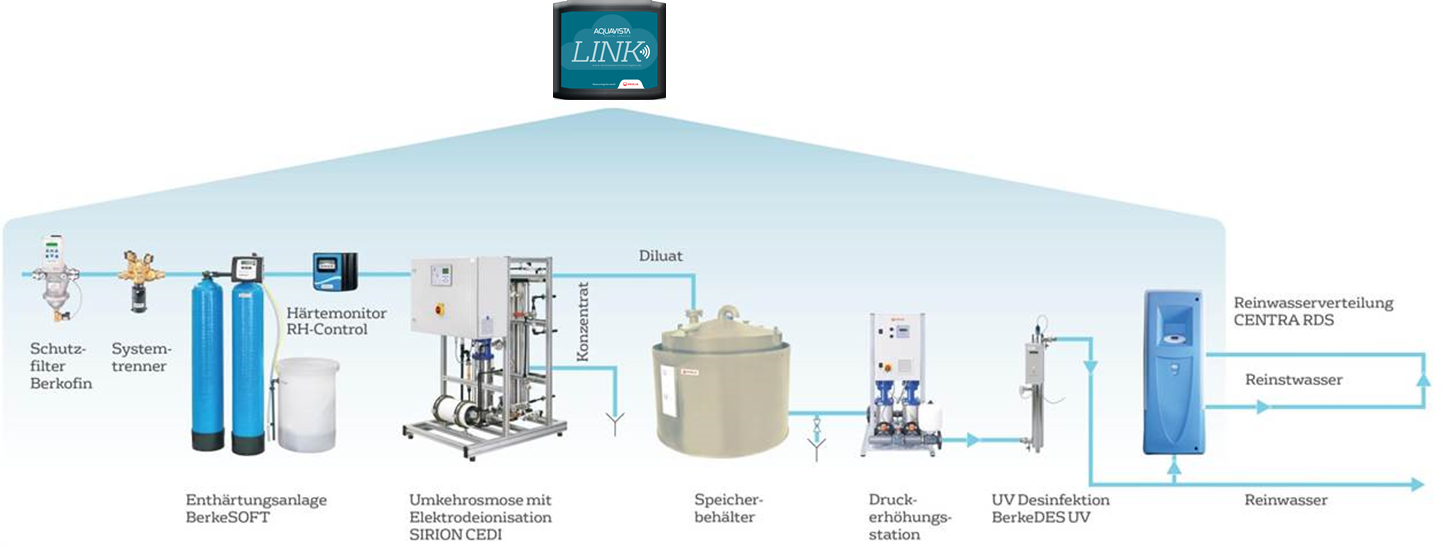 AQUAVISTA
LINK
VEOLIA
Diluat
Konzentrat
Härtemonitor
RH-Control
Schutz-
filter
Berkofin
System-
trenner
Reinwasserverteilung
CENTRA RDS
Reinstwasser
Enthärtungsanlage
BerkeSOFT
Umkehrosmose mit
Elektrodeionisation
SIRION CEDI
Speicher-
behälter
Druck-
erhöhungs-
station
UV Desinfektion
BerkeDES UV
Reinwasser